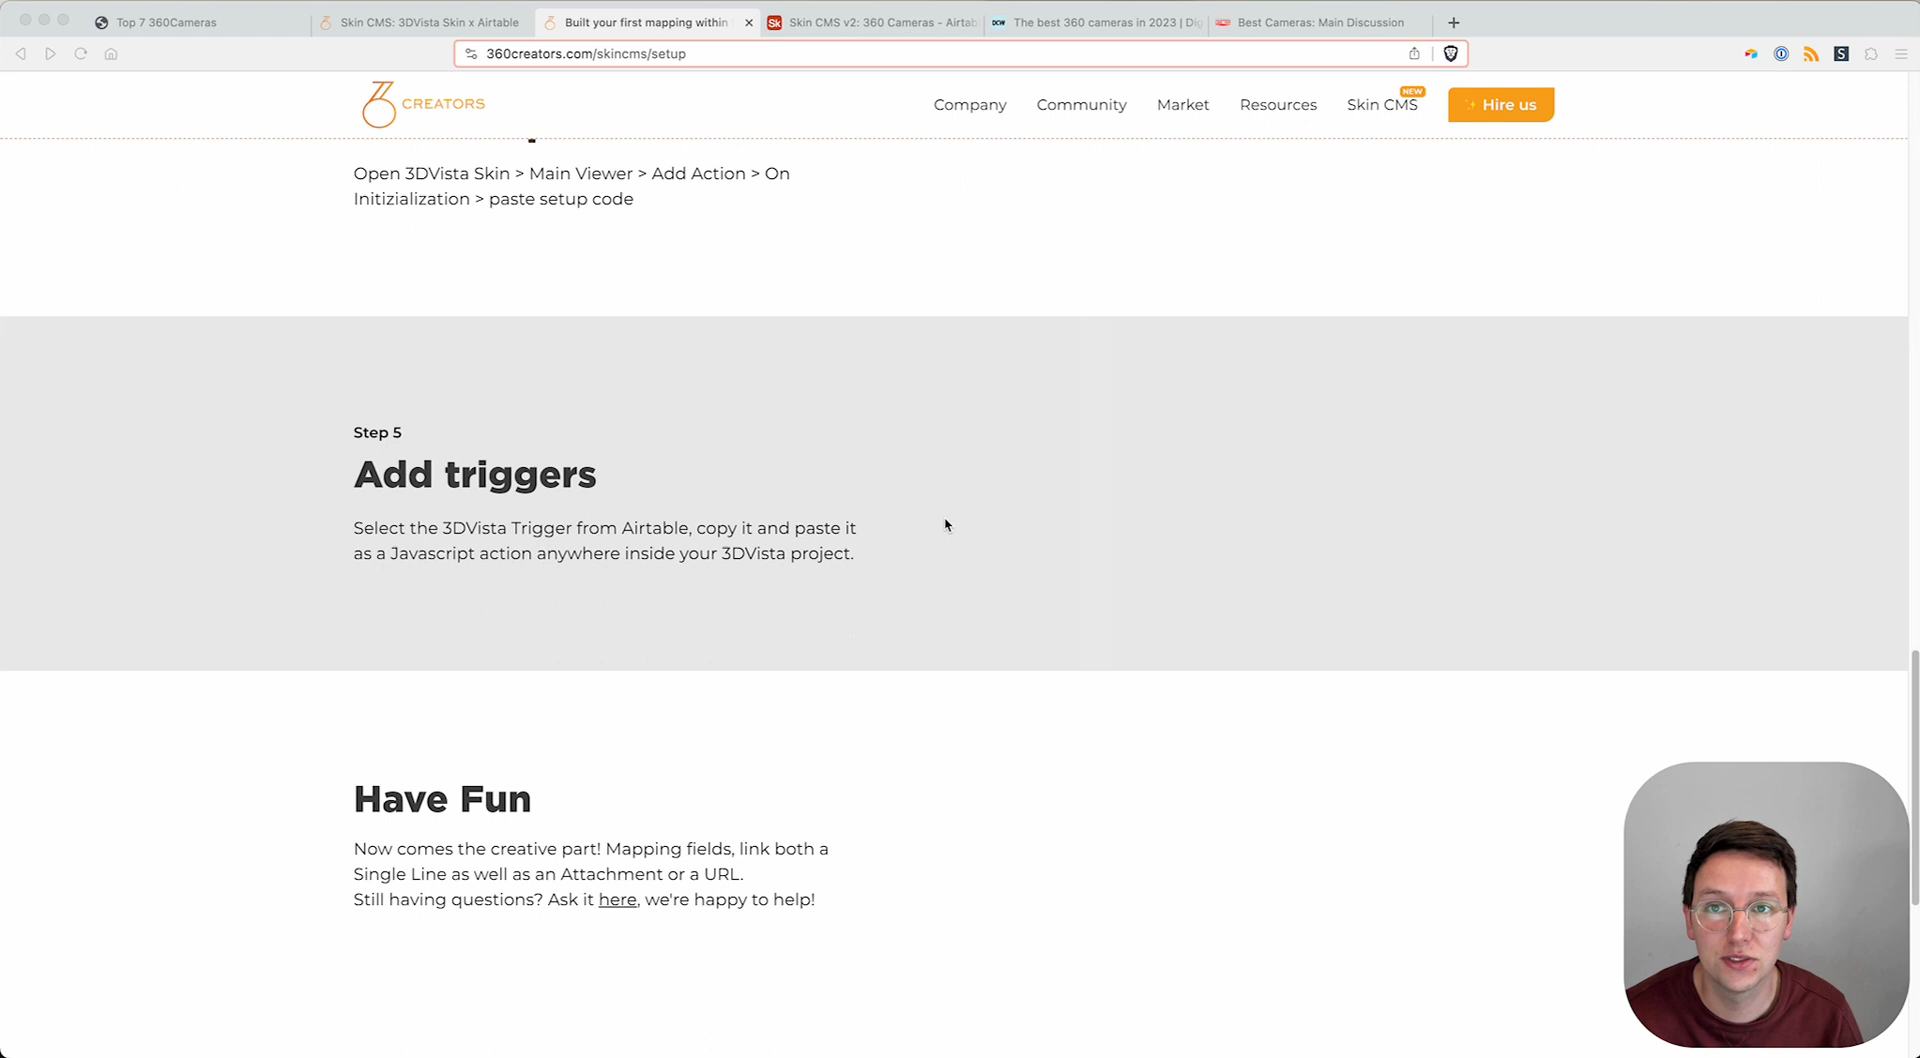 Top 7 360Cameras
Skin CMS: 3DVista Skin x Airtable
Built your first mapping within
Sk
Skin CMS v2: 360 Cameras - Airtab
DCW
The best 360 cameras in 2023 | Dig
Best Cameras: Main Discussion
360creators.com/skincms/setup
S
CREATORS
Company
Community
Market
Resources
Skin CMS
NEW
Hire us
Open 3DVista Skin > Main Viewer > Add Action > On
Initizialization > paste setup code
Step 5
Add triggers
Select the 3DVista Trigger from Airtable, copy it and paste it
as a Javascript action anywhere inside your 3DVista project.
Have Fun
Now comes the creative part! Mapping fields, link both a
Single Line as well as an Attachment or a URL.
Still having questions? Ask it here, we're happy to help!